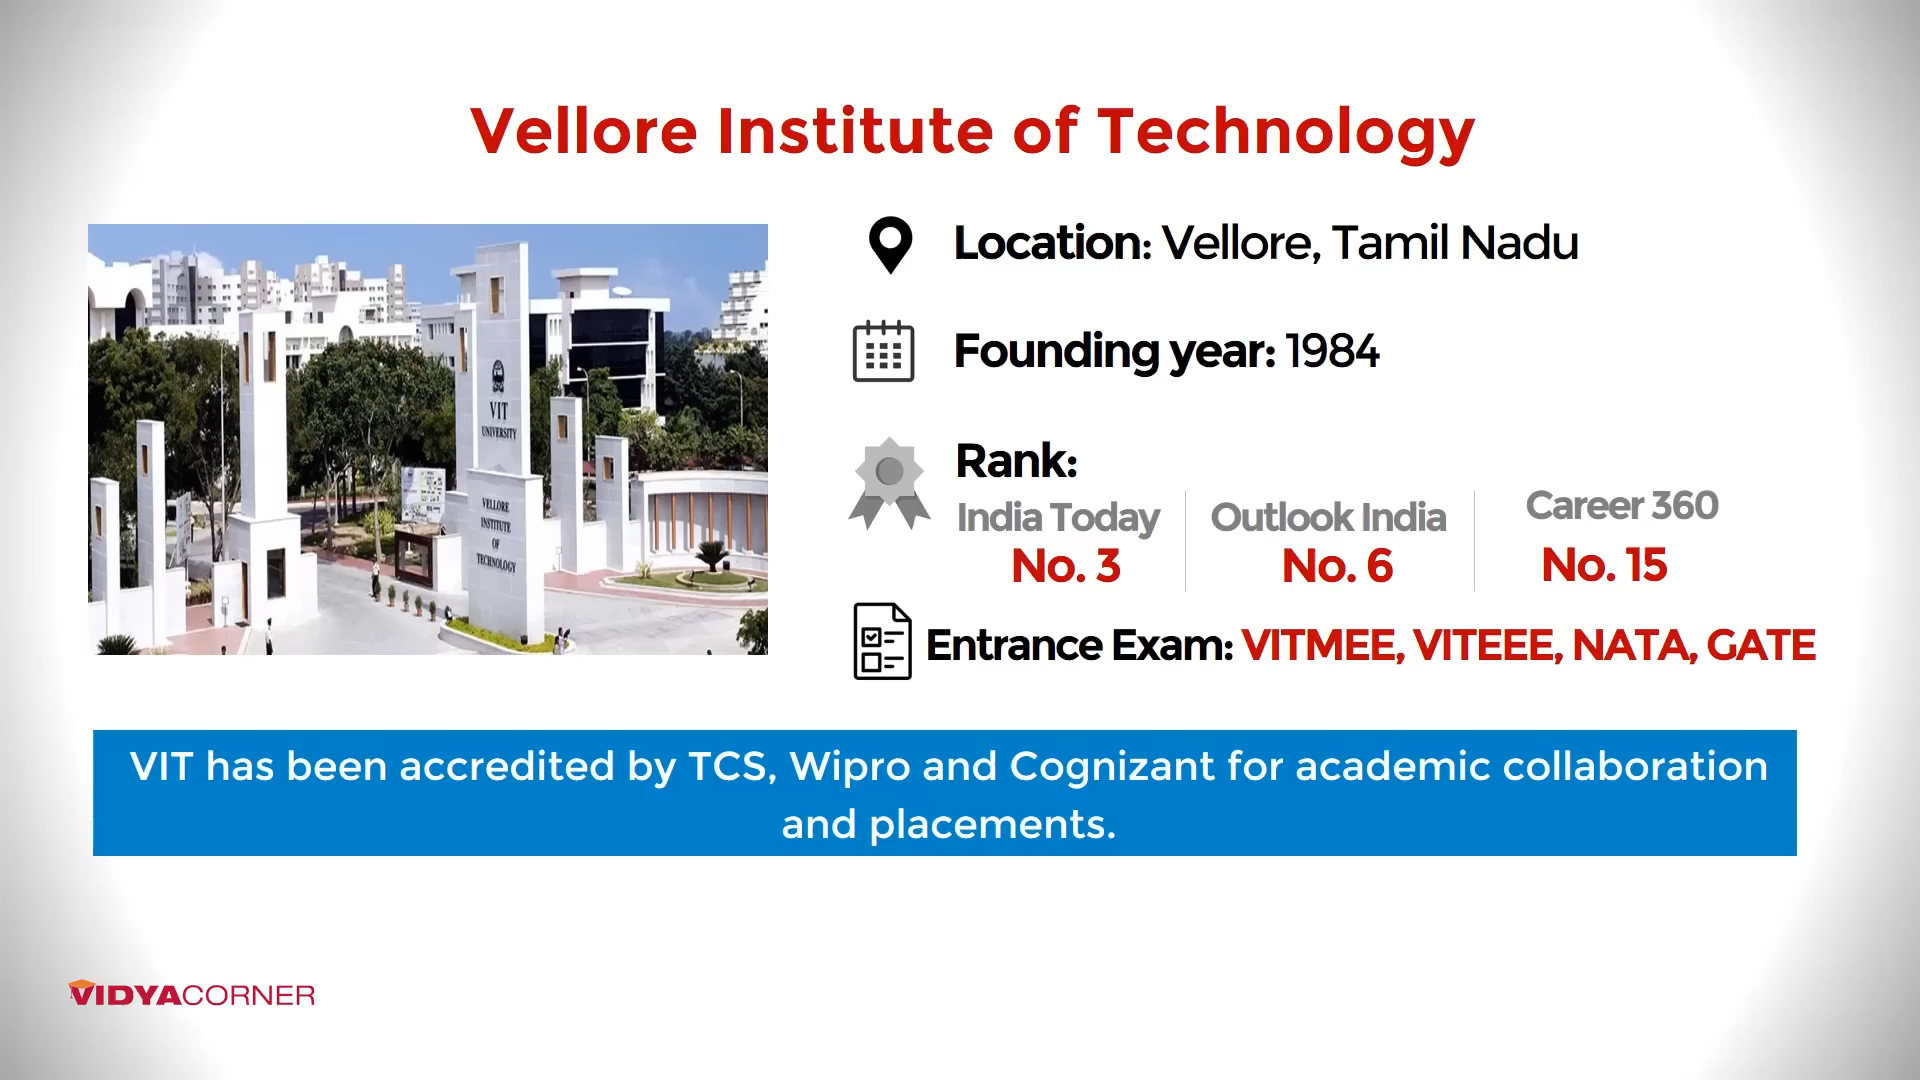 Vellore Institute of Technology
VIT
UNIVERSITY
VELLORE
INSTITUTE
OF
TECHNOLOGY
Location: Vellore, Tamil Nadu
Founding year: 1984
Rank:
India Today
No. 3
Outlook India
No. 6
Career 360
No. 15
Entrance Exam: VITMEE, VITEEE, NATA, GATE
VIT has been accredited by TCS, Wipro and Cognizant for academic collaboration
and placements.
VIDYACORNER